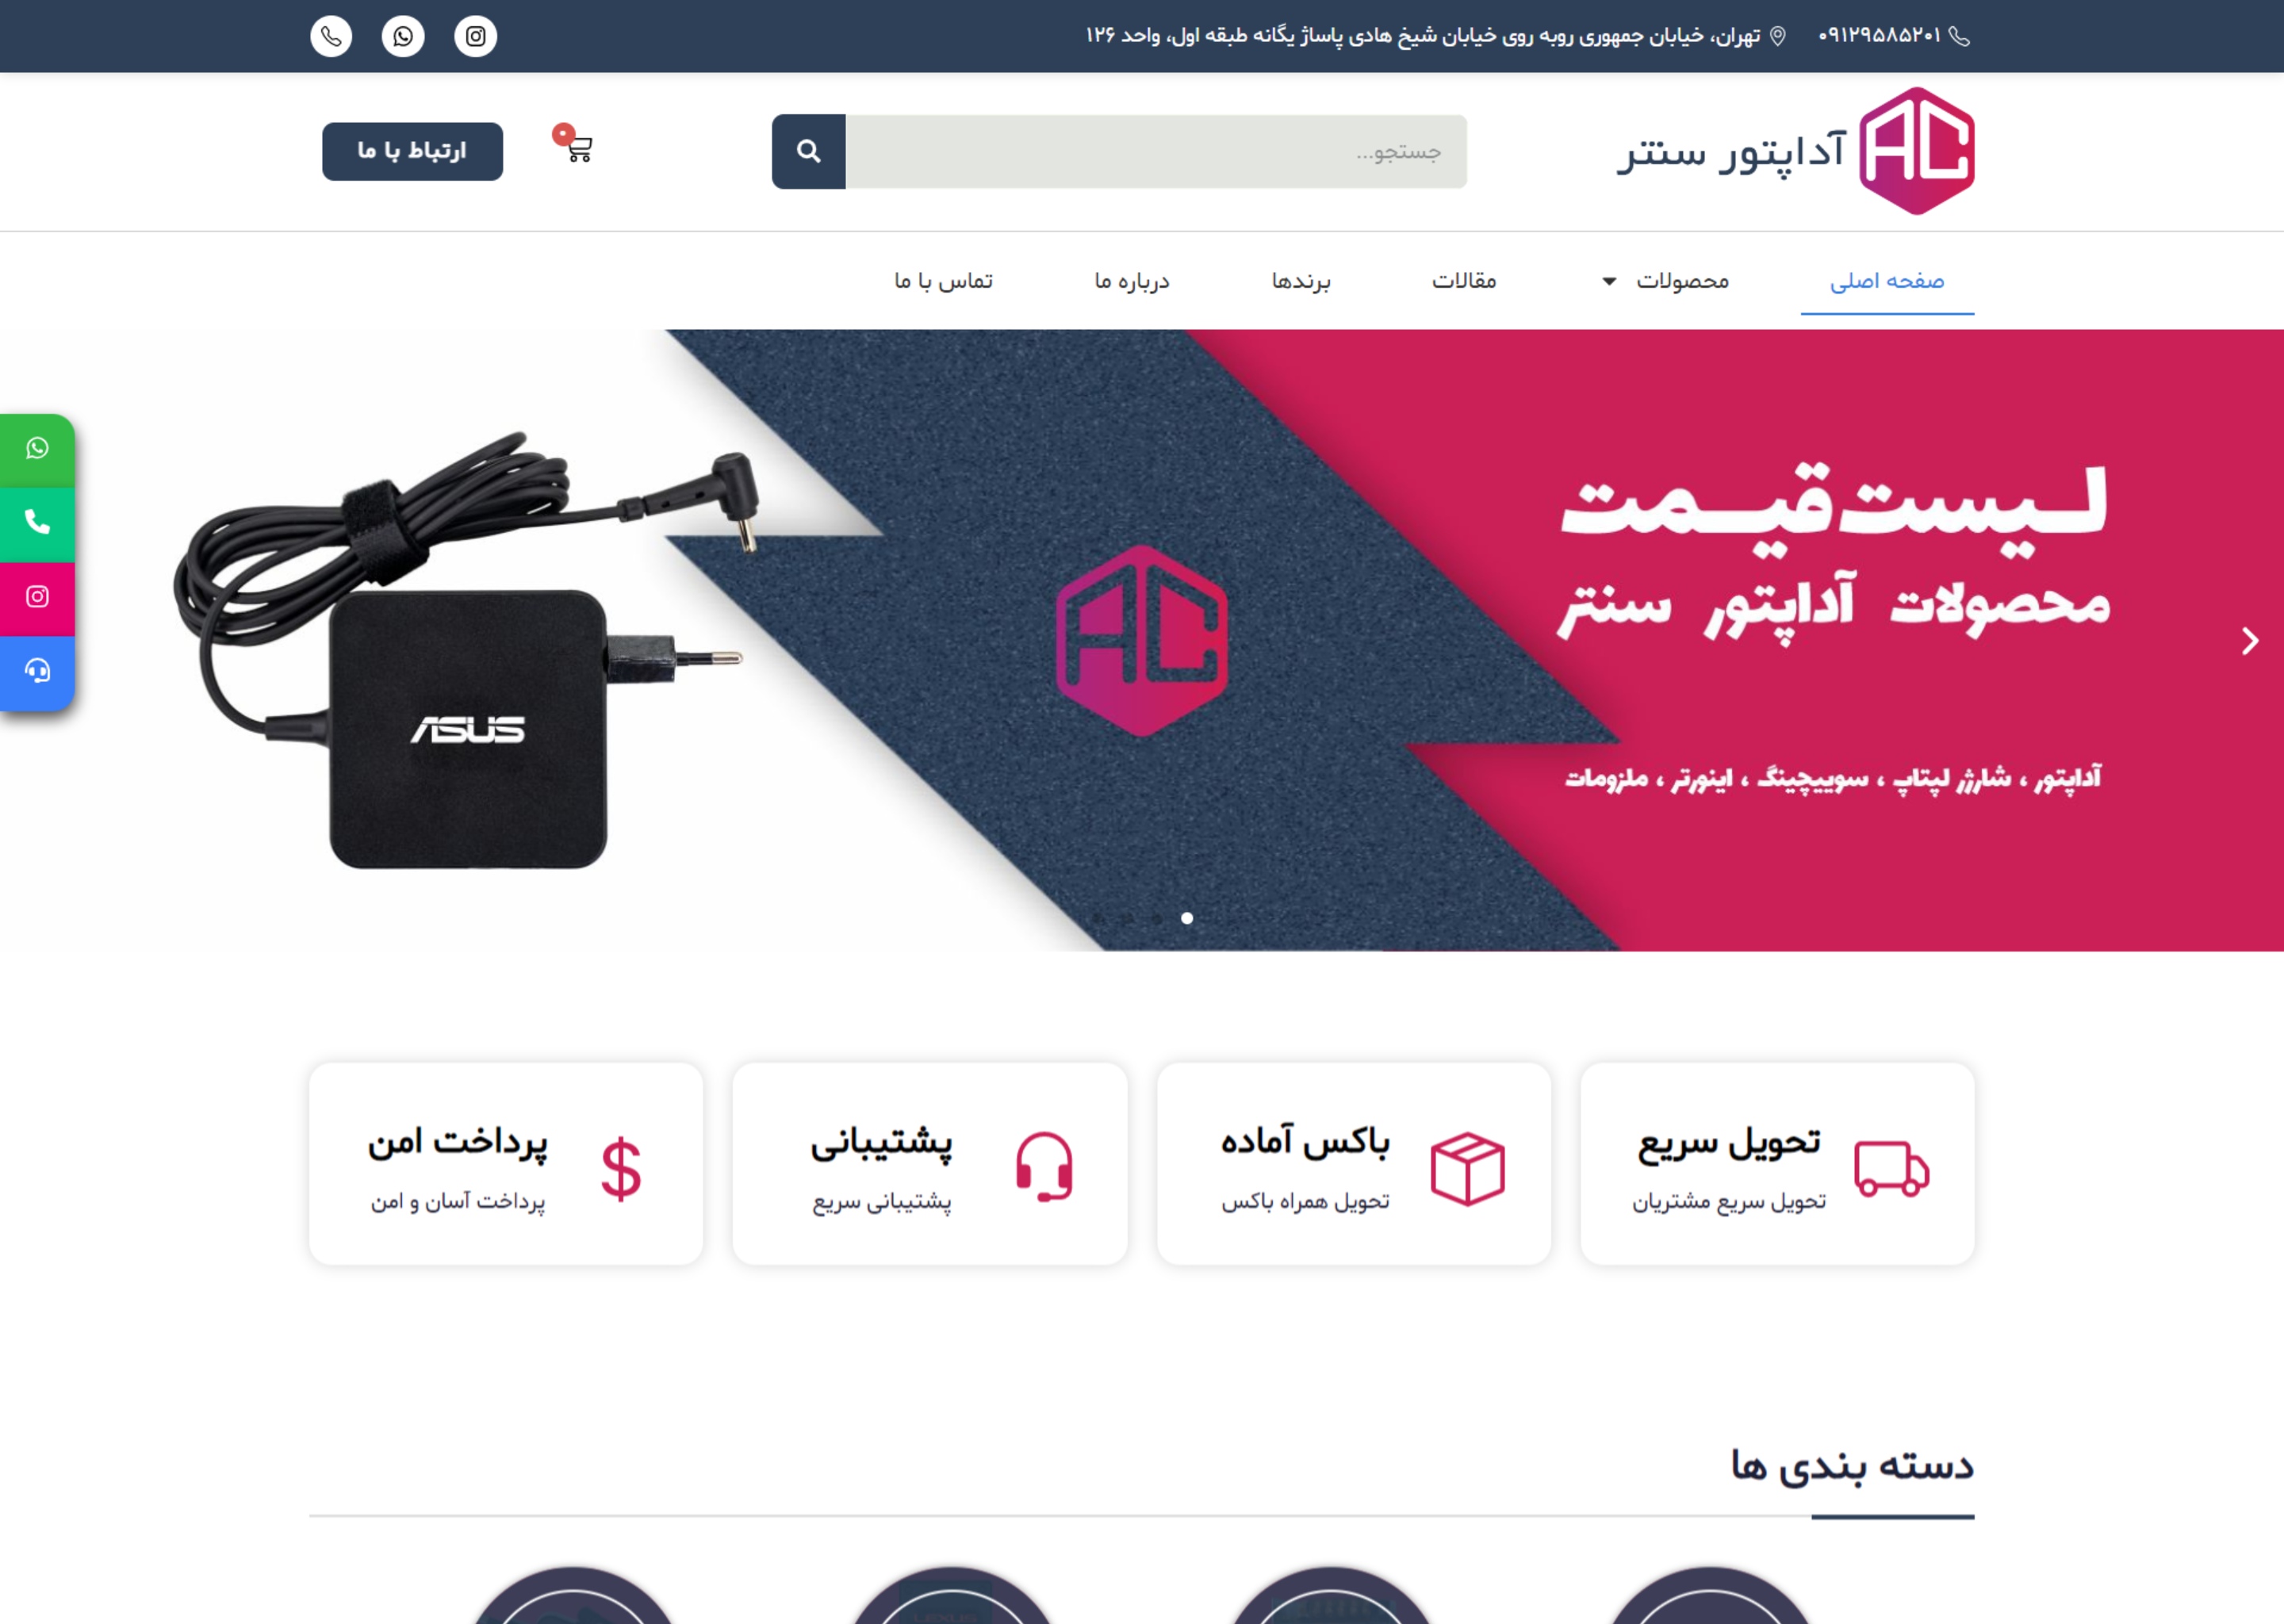 ۰۹۱۲۹۵۸۵۲۰۱
تهران، خیابان جمهوری روبه روی خیابان شیخ هادی پاساژ یگانه طبقه اول، واحد ۱۲۶
AC
آداپتور سنتر
جستجو...
۰
ارتباط با ما
صفحه اصلی
محصولات
مقالات
برندها
درباره ما
تماس با ما
لیست قیمت
محصولات آداپتور سنتر
آداپتور ، شارژر لپتاپ ، سوییچینگ ، اینورتر ، ملزومات
AC
ASUS
تحویل سریع
تحویل سریع مشتریان
باکس آماده
تحویل همراه باکس
پشتیبانی
پشتیبانی سریع
پرداخت امن
پرداخت آسان و امن
دسته بندی ها